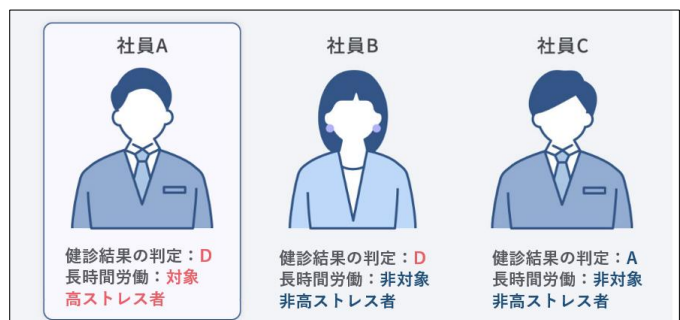 社員A
健診結果の判定：D
長時間労働：対象
高ストレス者
社員B
健診結果の判定：D
長時間労働：非対象
非高ストレス者
社員C
健診結果の判定：A
長時間労働：非対象
非高ストレス者